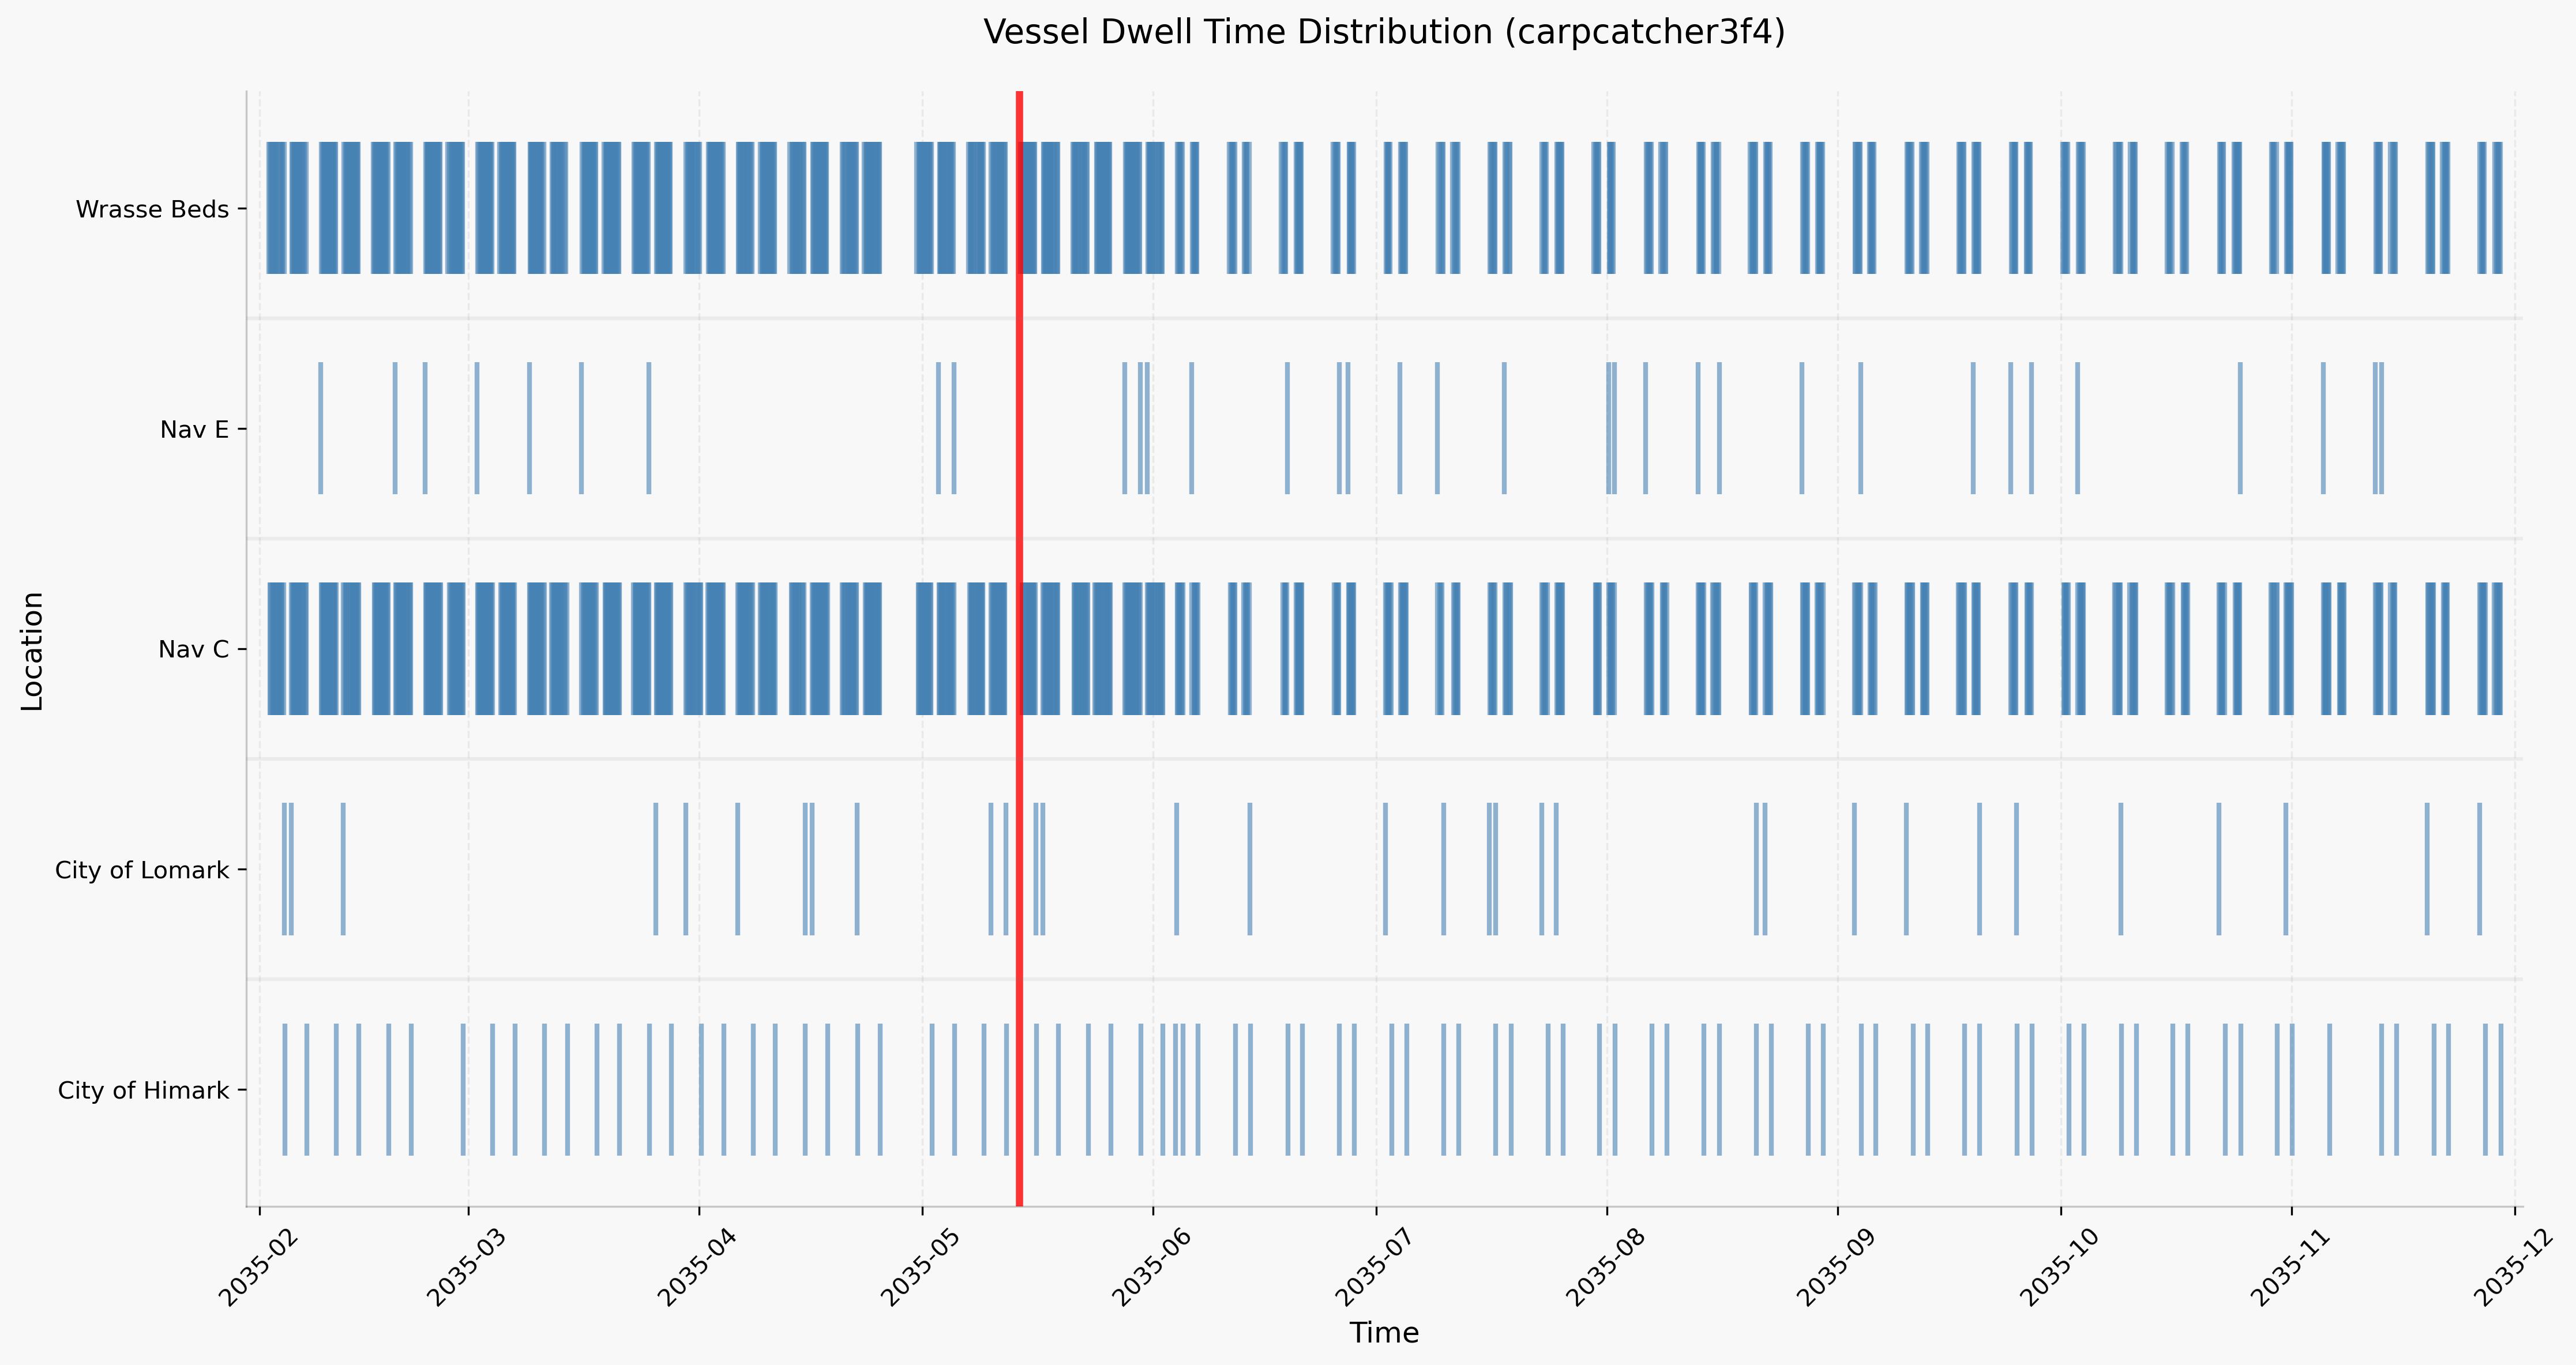 Vessel Dwell Time Distribution (carpcatcher3f4)
Location
Wrasse Beds
Nav E
Nav C
City of Lomark
City of Himark
2035-02
2035-03
2035-04
2035-05
2035-06
2035-07
2035-08
2035-09
2035-10
2035-11
2035-12
Time